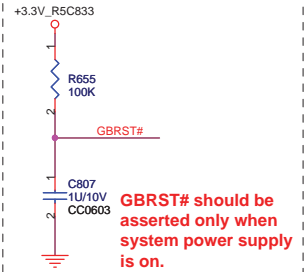 +3.3V_R5C833
1
R655
100K
2
GBRST#
1
C807
1U/10V
CC0603
2
GBRST# should be
asserted only when
system power supply
is on.